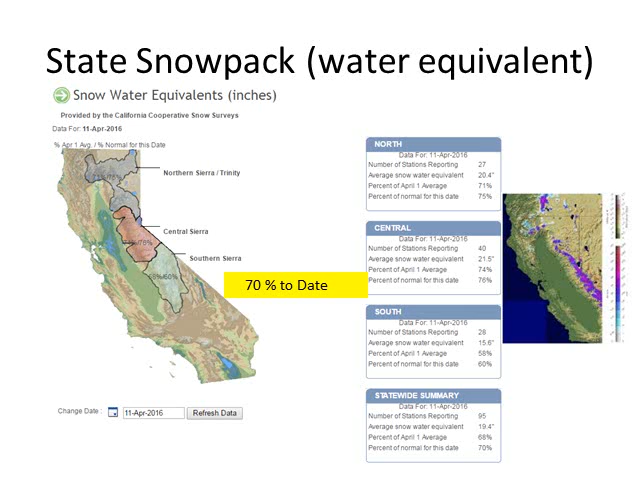 State Snowpack (water equivalent)
Snow Water Equivalents (inches)
Provided by the California Cooperative Snow Surveys
Data For: 11-Apr-2016
% Apr 1 Avg. / % Normal for this Date
Northern Sierra / Trinity
Central Sierra
Southern Sierra
70 % to Date
Change Date :
11-Apr-2016
Refresh Data
NORTH
Data For: 11-Apr-2016
Number of Stations Reporting 27
Average snow water equivalent 20.4"
Percent of April 1 Average 71%
Percent of normal for this date 75%
CENTRAL
Data For: 11-Apr-2016
Number of Stations Reporting 40
Average snow water equivalent 21.5"
Percent of April 1 Average 74%
Percent of normal for this date 76%
SOUTH
Data For: 11-Apr-2016
Number of Stations Reporting 28
Average snow water equivalent 15.6"
Percent of April 1 Average 58%
Percent of normal for this date 60%
STATEWIDE SUMMARY
Data For: 11-Apr-2016
Number of Stations Reporting 95
Average snow water equivalent 19.4"
Percent of April 1 Average 68%
Percent of normal for this date 70%